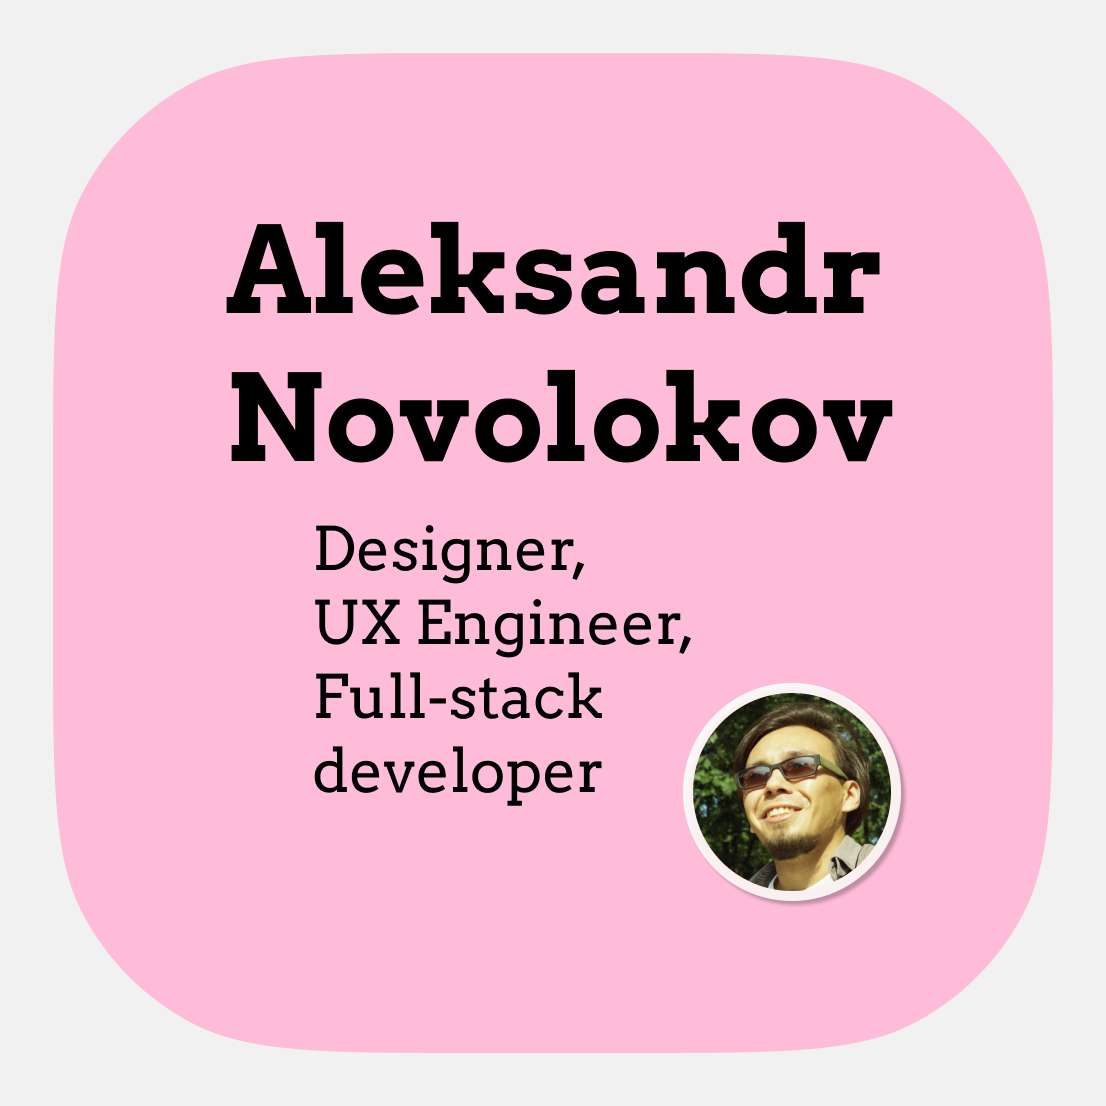 Aleksandr
Novolokov
Designer,
UX Engineer,
Full-stack
developer